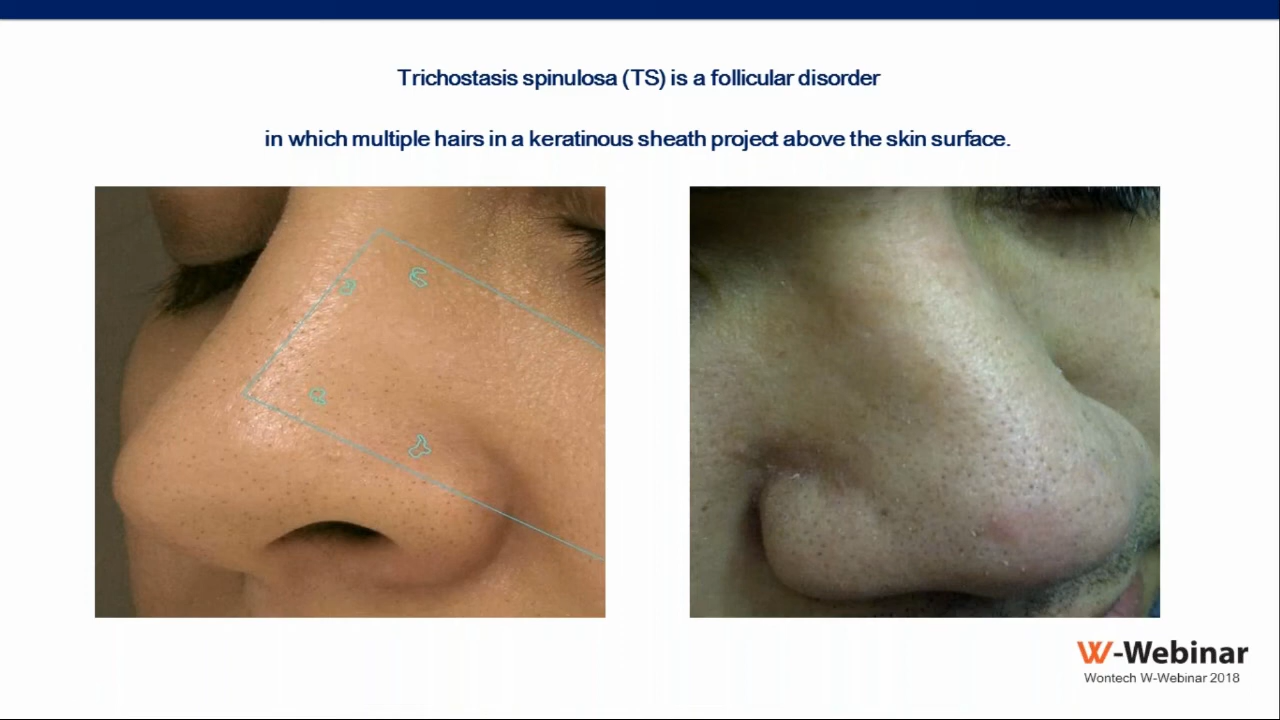 Trichostasis spinulosa (TS) is a follicular disorder
in which multiple hairs in a keratinous sheath project above the skin surface.
W-Webinar
Wontech W-Webinar 2018